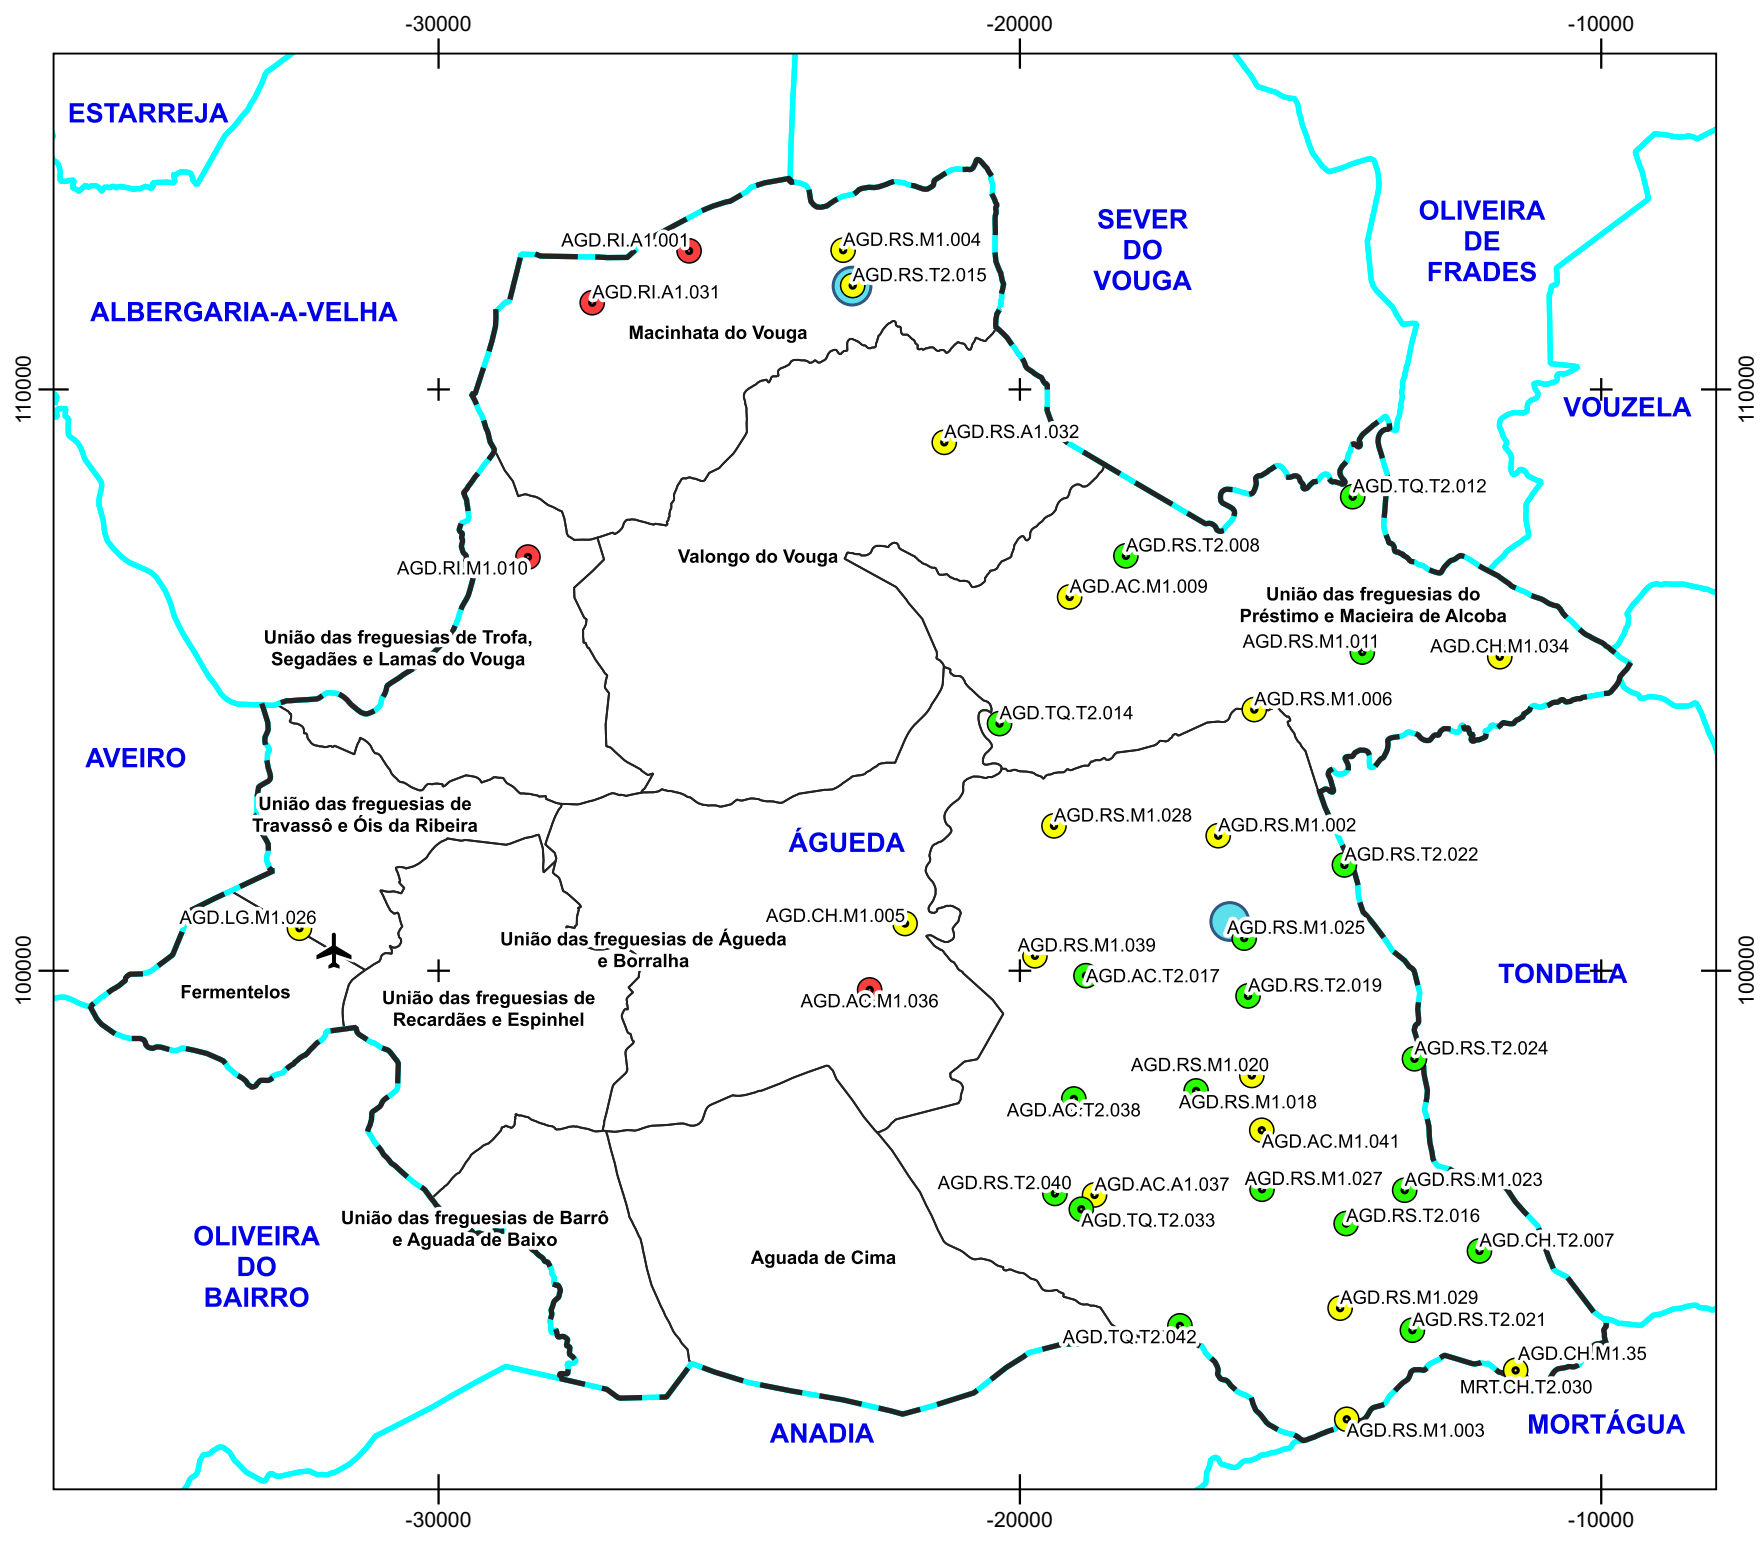 -30000
-20000
-10000
ESTARREJA
SEVER
DO
VOUGA
OLIVEIRA
DE
FRADES
AGD.RI.A1.001
AGD.RS.M1.004
AGD.RS.T2.015
AGD.RI.A1.031
ALBERGARIA-A-VELHA
Macinhata do Vouga
110000
110000
VOUZELA
AGD.RS.A1.032
AGD.TQ.T2.012
AGD.RS.T2.008
Valongo do Vouga
AGD.RI.M1.010
AGD.AC.M1.009
União das freguesias do
Préstimo e Macieira de Alcoba
União das freguesias de Trofa,
Segadães e Lamas do Vouga
AGD.RS.M1.011
AGD.CH.M1.034
AGD.RS.M1.006
AGD.TQ.T2.014
AVEIRO
União das freguesias de
Travassô e Óis da Ribeira
ÁGUEDA
AGD.RS.M1.028
AGD.RS.M1.002
AGD.RS.T2.022
AGD.LG.M1.026
AGD.CH.M1.005
AGD.RS.M1.025
União das freguesias de Águeda
e Borralha
AGD.RS.M1.039
100000
100000
TONDELA
AGD.AC.T2.017
AGD.RS.T2.019
Fermentelos
União das freguesias de
Recardães e Espinhel
AGD.AC.M1.036
AGD.RS.T2.024
AGD.RS.M1.020
AGD.RS.M1.018
AGD.AC.T2.038
AGD.AC.M1.041
AGD.RS.T2.040
AGD.AC.A1.037
AGD.RS.M1.027
AGD.RS.M1.023
AGD.TQ.T2.033
AGD.RS.T2.016
União das freguesias de Barrô
e Aguada de Baixo
OLIVEIRA
DO
BAIRRO
Aguada de Cima
AGD.CH.T2.007
AGD.RS.M1.029
AGD.RS.T2.021
AGD.TQ.T2.042
AGD.CH.M1.35
MRT.CH.T2.030
ANADIA
AGD.RS.M1.003
MORTÁGUA
-30000
-20000
-10000